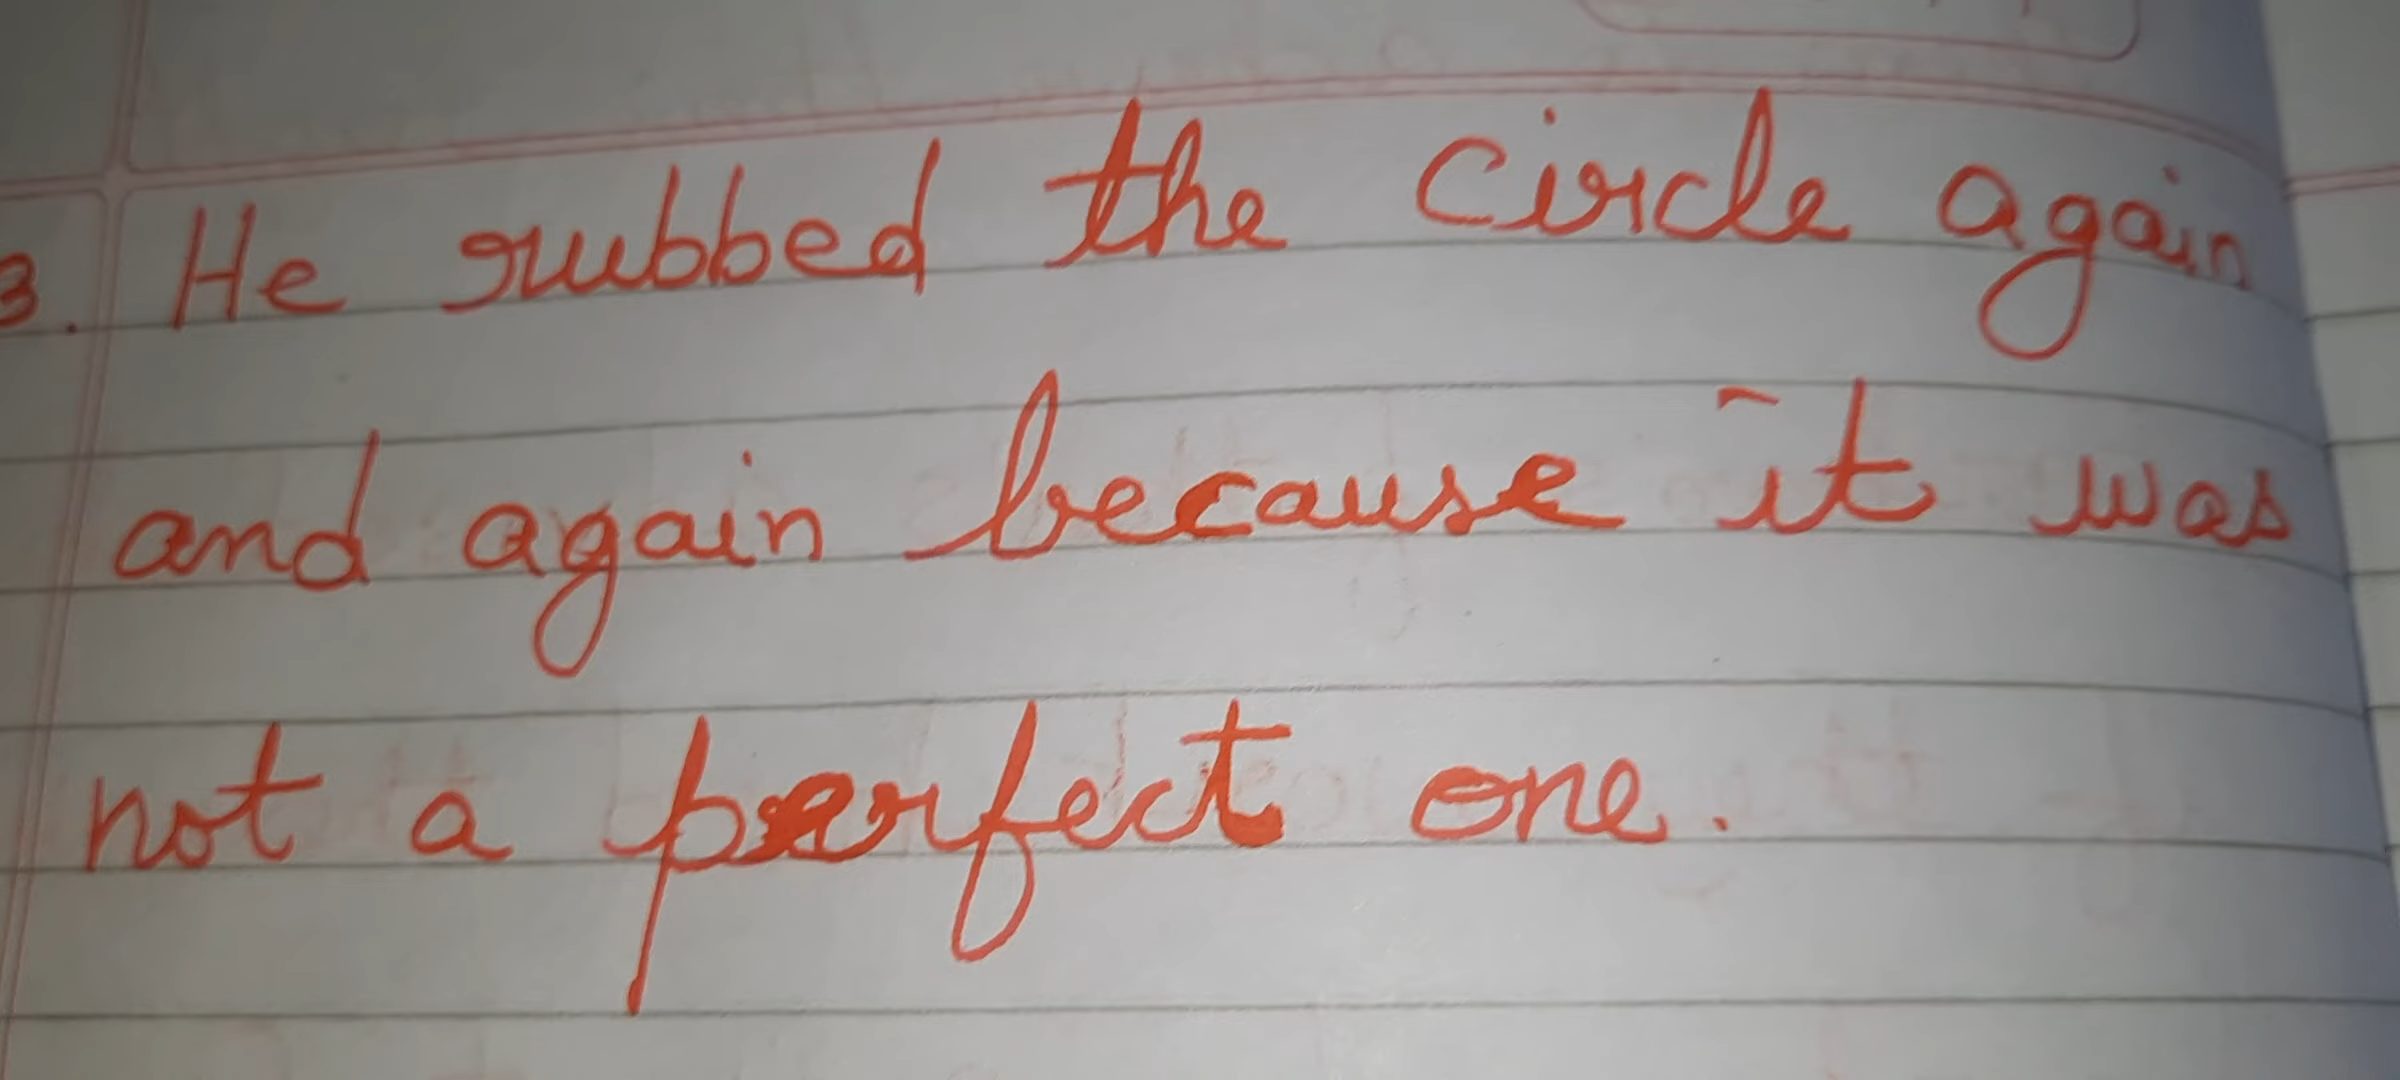 3. He rubbed the circle again
and again because it was
not a perfect one.